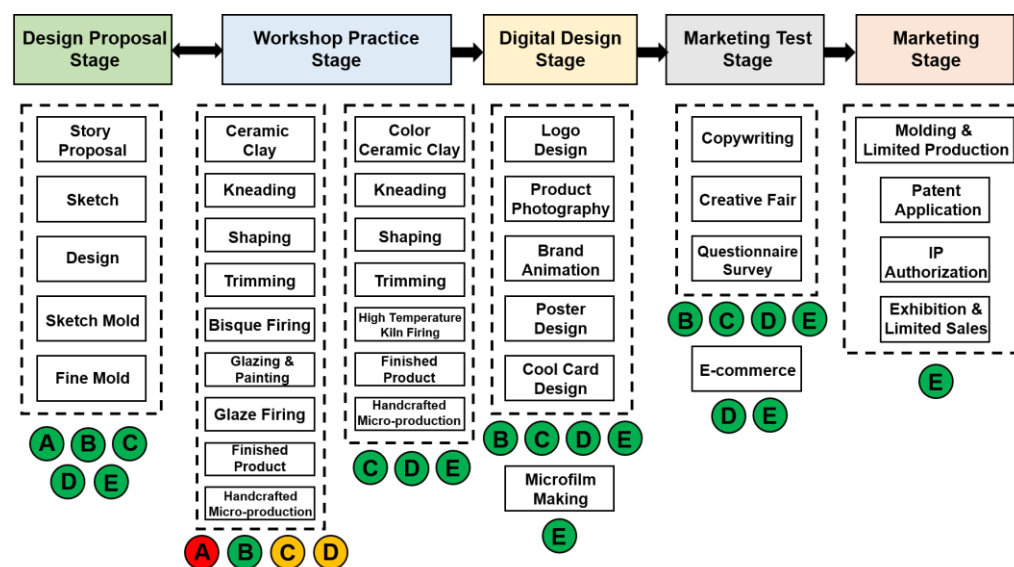 Design Proposal
Stage
Workshop Practice
Stage
Digital Design
Stage
Marketing Test
Stage
Marketing
Stage
Story
Proposal
Sketch
Design
Sketch Mold
Fine Mold
A B C
D E
Ceramic
Clay
Kneading
Shaping
Trimming
Bisque Firing
Glazing &
Painting
Glaze Firing
Finished
Product
Handcrafted
Micro-production
A B C D
Color
Ceramic Clay
Kneading
Shaping
Trimming
High Temperature
Kiln Firing
Finished
Product
Handcrafted
Micro-production
C D E
Logo
Design
Product
Photography
Brand
Animation
Poster
Design
Cool Card
Design
B C D E
Microfilm
Making
E
Copywriting
Creative Fair
Questionnaire
Survey
B C D E
E-commerce
D E
Molding &
Limited Production
Patent
Application
IP
Authorization
Exhibition &
Limited Sales
E